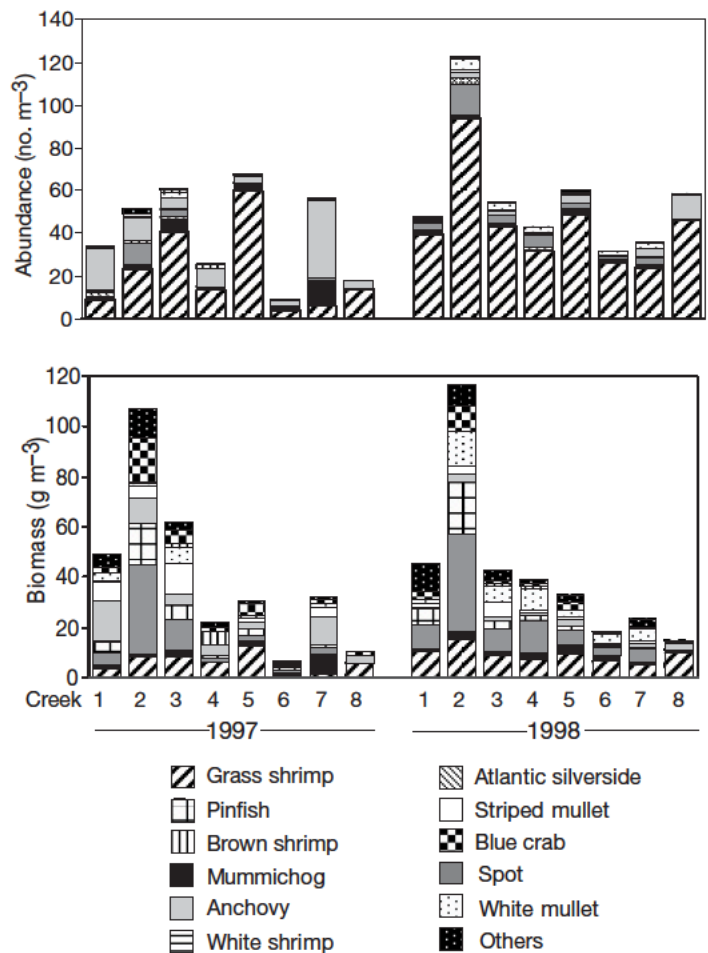 140
120
100
80
60
40
20
0
Abundance (no. m–3)
120
100
80
60
40
20
0
Biomass (g m–3)
Creek 1 2 3 4 5 6 7 8 1 2 3 4 5 6 7 8
1997 1998
Grass shrimp Atlantic silverside
Pinfish Striped mullet
Brown shrimp Blue crab
Mummichog Spot
Anchovy White mullet
White shrimp Others